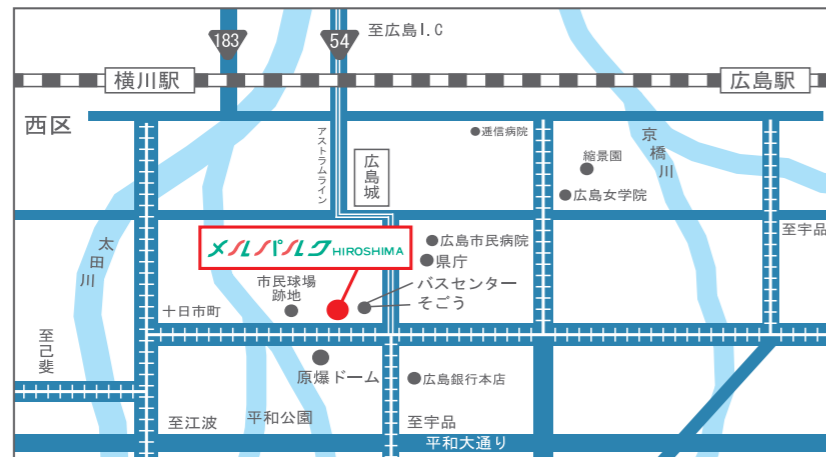 183
54
至広島I.C
横川駅
広島駅
西区
アストラムライン
広島城
逓信病院
縮景園
京橋川
広島女学院
至宇品
太田川
メルパルク HIROSHIMA
広島市民病院
県庁
市民球場
跡地
バスセンター
そごう
十日市町
至己斐
原爆ドーム
広島銀行本店
至江波
平和公園
至宇品
平和大通り